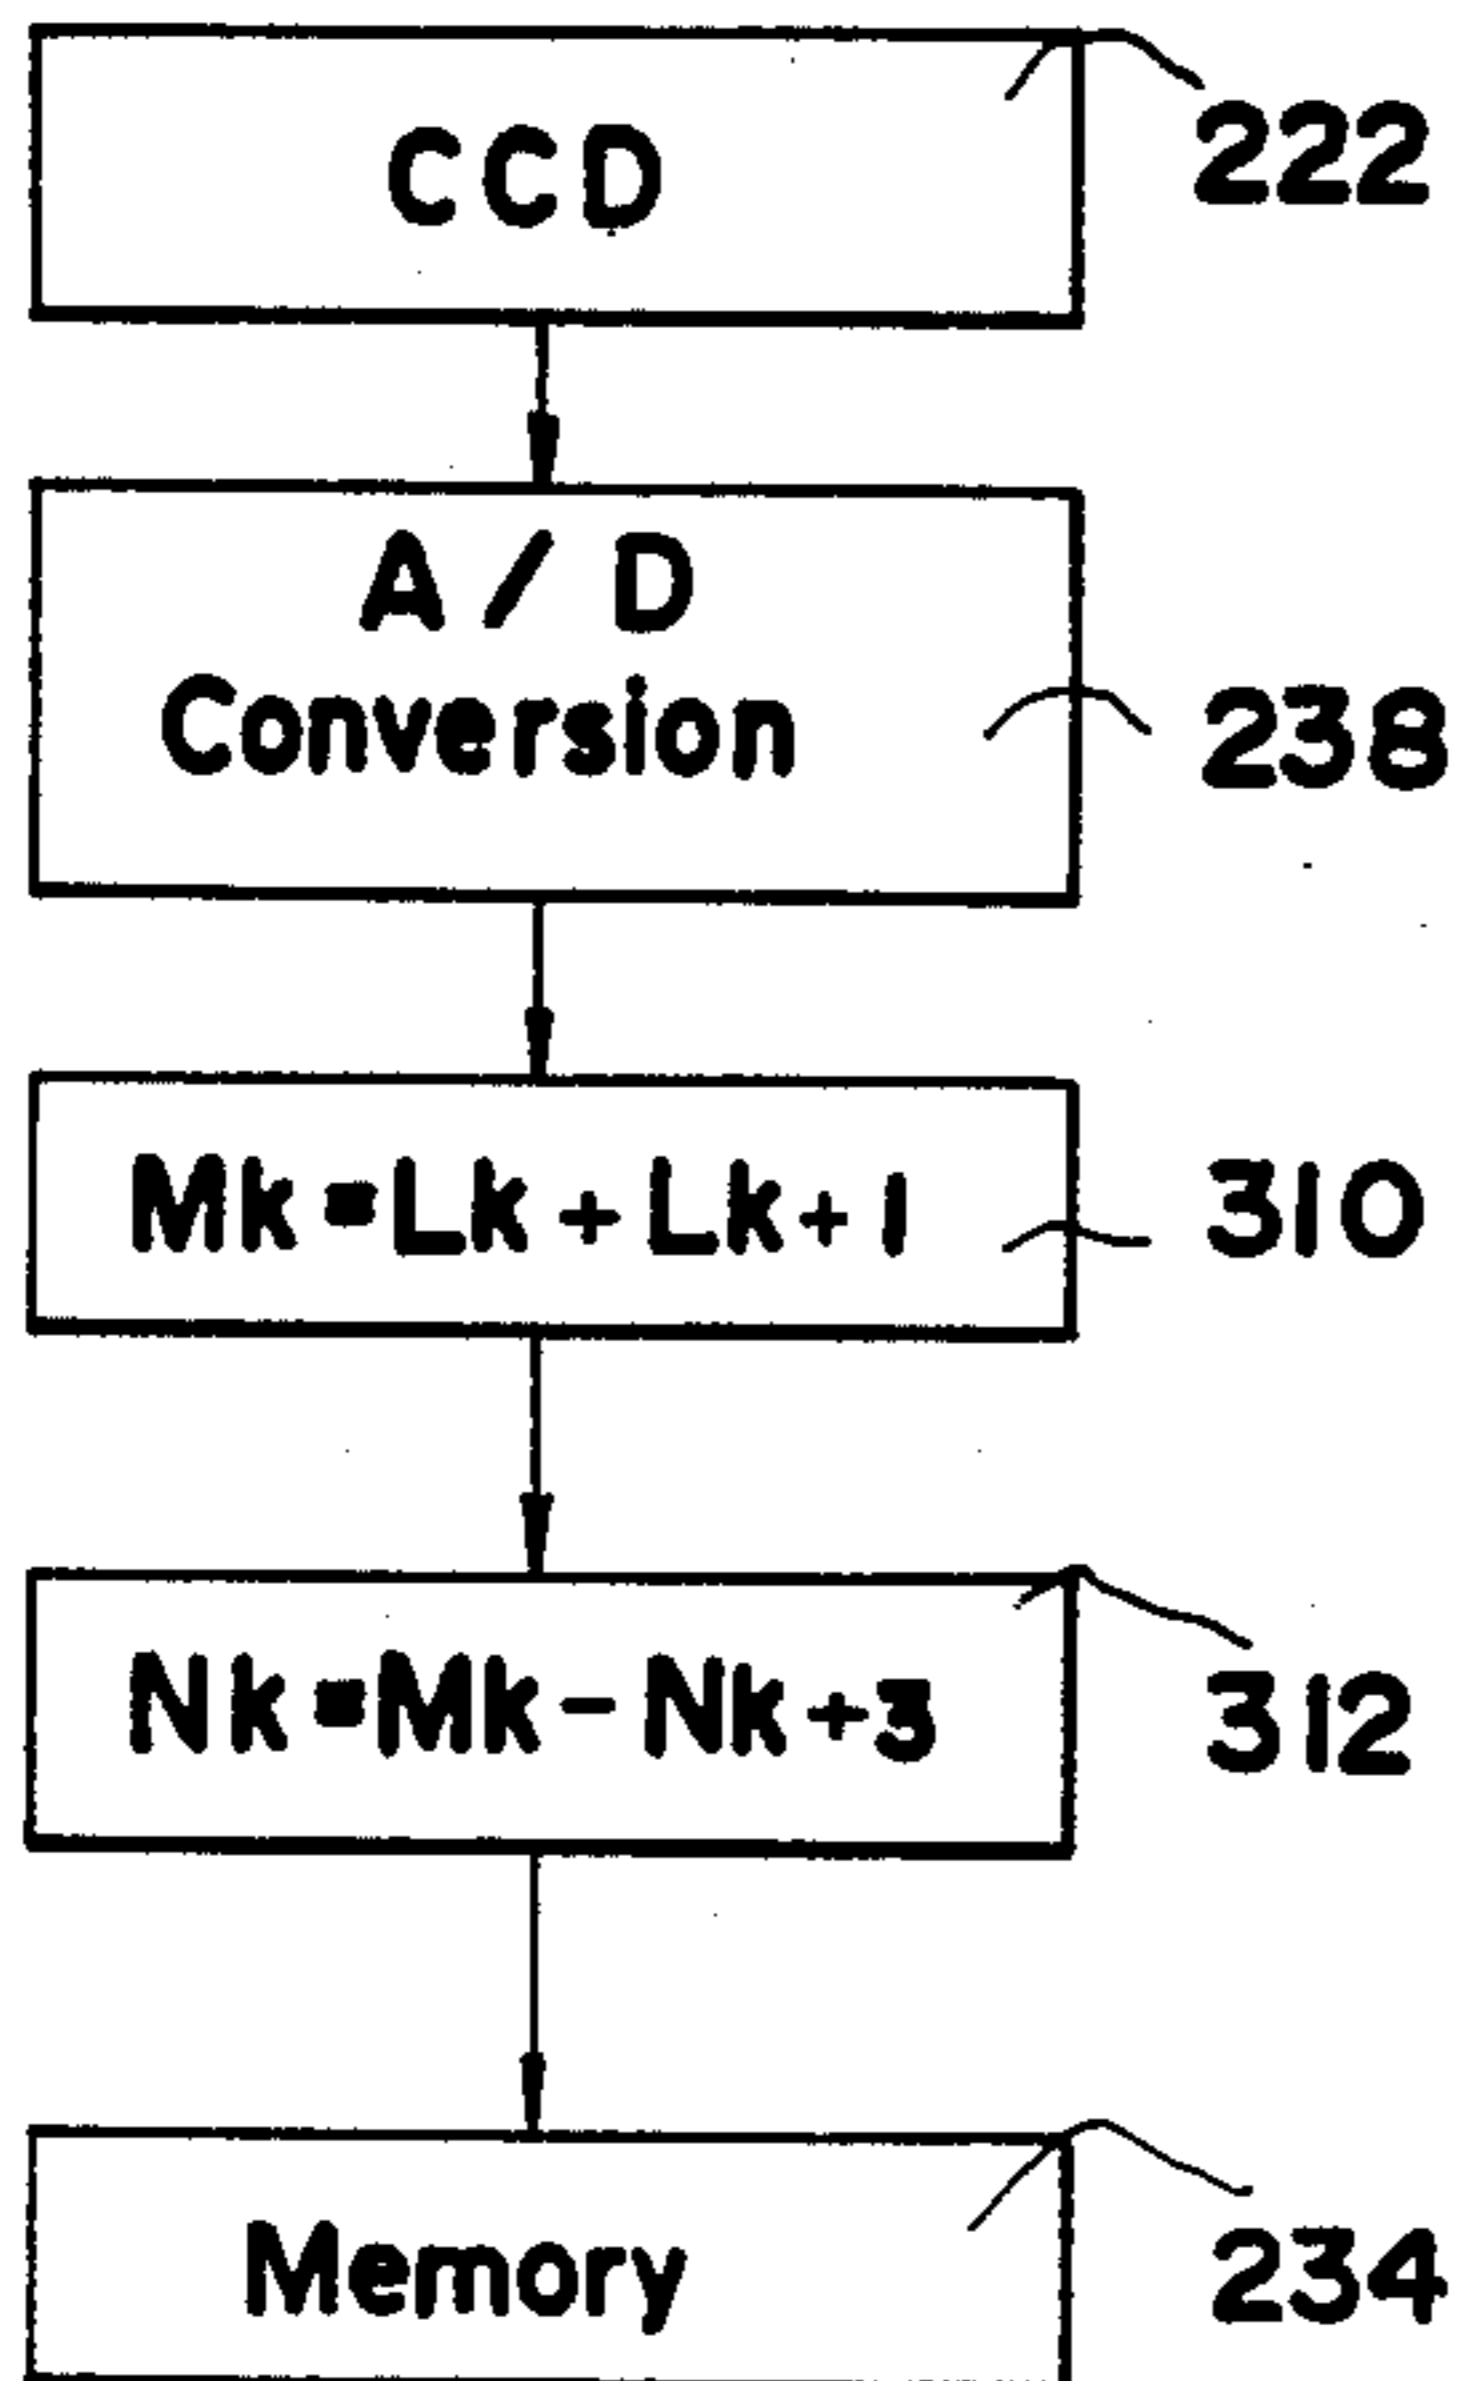 CCD
222
A/D
Conversion
238
Mk=Lk+Lk+1
310
Nk=Mk-Nk+3
312
Memory
234